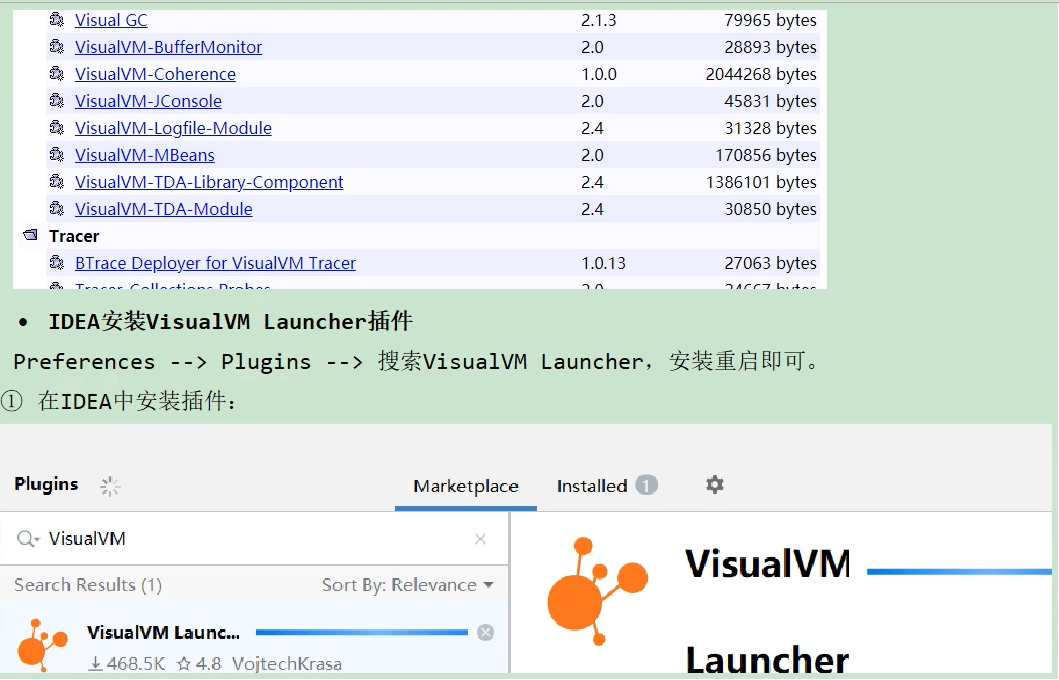 Visual GC 2.1.3 79965 bytes
VisualVM-BufferMonitor 2.0 28893 bytes
VisualVM-Coherence 1.0.0 2044268 bytes
VisualVM-JConsole 2.0 45831 bytes
VisualVM-Logfile-Module 2.4 31328 bytes
VisualVM-MBeans 2.0 170856 bytes
VisualVM-TDA-Library-Component 2.4 1386101 bytes
VisualVM-TDA-Module 2.4 30850 bytes
Tracer
BTrace Deployer for VisualVM Tracer 1.0.13 27063 bytes
Tracer-Collections Probes 2.0 24667 bytes
• IDEA安装VisualVM Launcher插件
Preferences --> Plugins --> 搜索VisualVM Launcher，安装重启即可。
① 在IDEA中安装插件：
Plugins Marketplace Installed 1
VisualVM
Search Results (1) Sort By: Relevance
VisualVM Launc...
468.5K 4.8 VojtechKrasa
VisualVM
Launcher